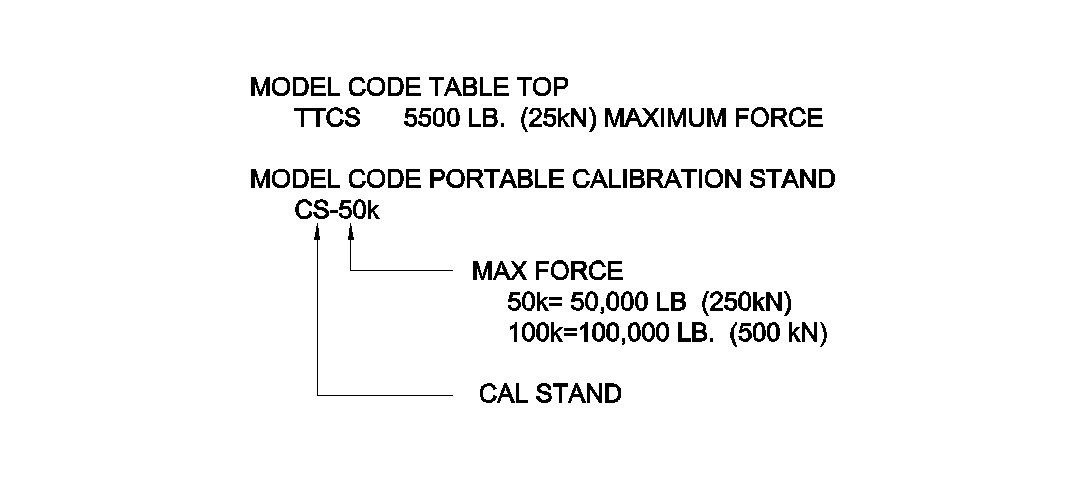 MODEL CODE TABLE TOP
TTCS 5500 LB. (25kN) MAXIMUM FORCE
MODEL CODE PORTABLE CALIBRATION STAND
CS-50k
MAX FORCE
50k= 50,000 LB (250kN)
100k=100,000 LB. (500 kN)
CAL STAND